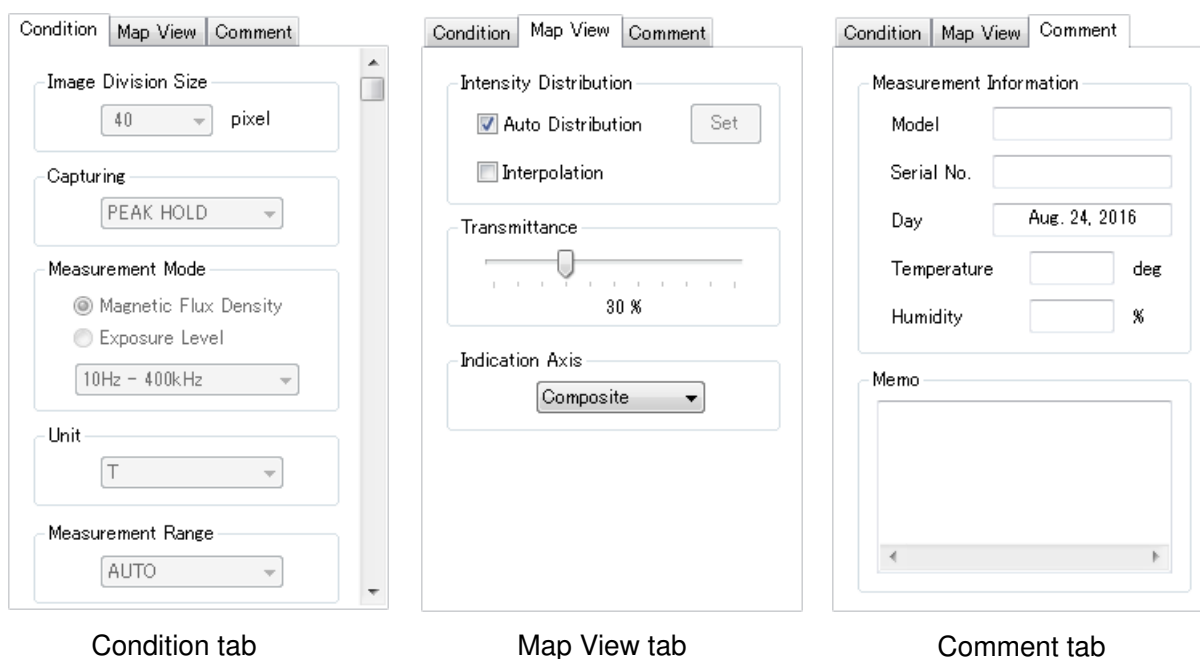 Condition Map View Comment
Image Division Size
40 pixel
Capturing
PEAK HOLD
Measurement Mode
Magnetic Flux Density
Exposure Level
10Hz - 400kHz
Unit
T
Measurement Range
AUTO
Condition tab
Condition Map View Comment
Intensity Distribution
Auto Distribution Set
Interpolation
Transmittance
30 %
Indication Axis
Composite
Map View tab
Condition Map View Comment
Measurement Information
Model
Serial No.
Day Aug. 24, 2016
Temperature deg
Humidity %
Memo
Comment tab